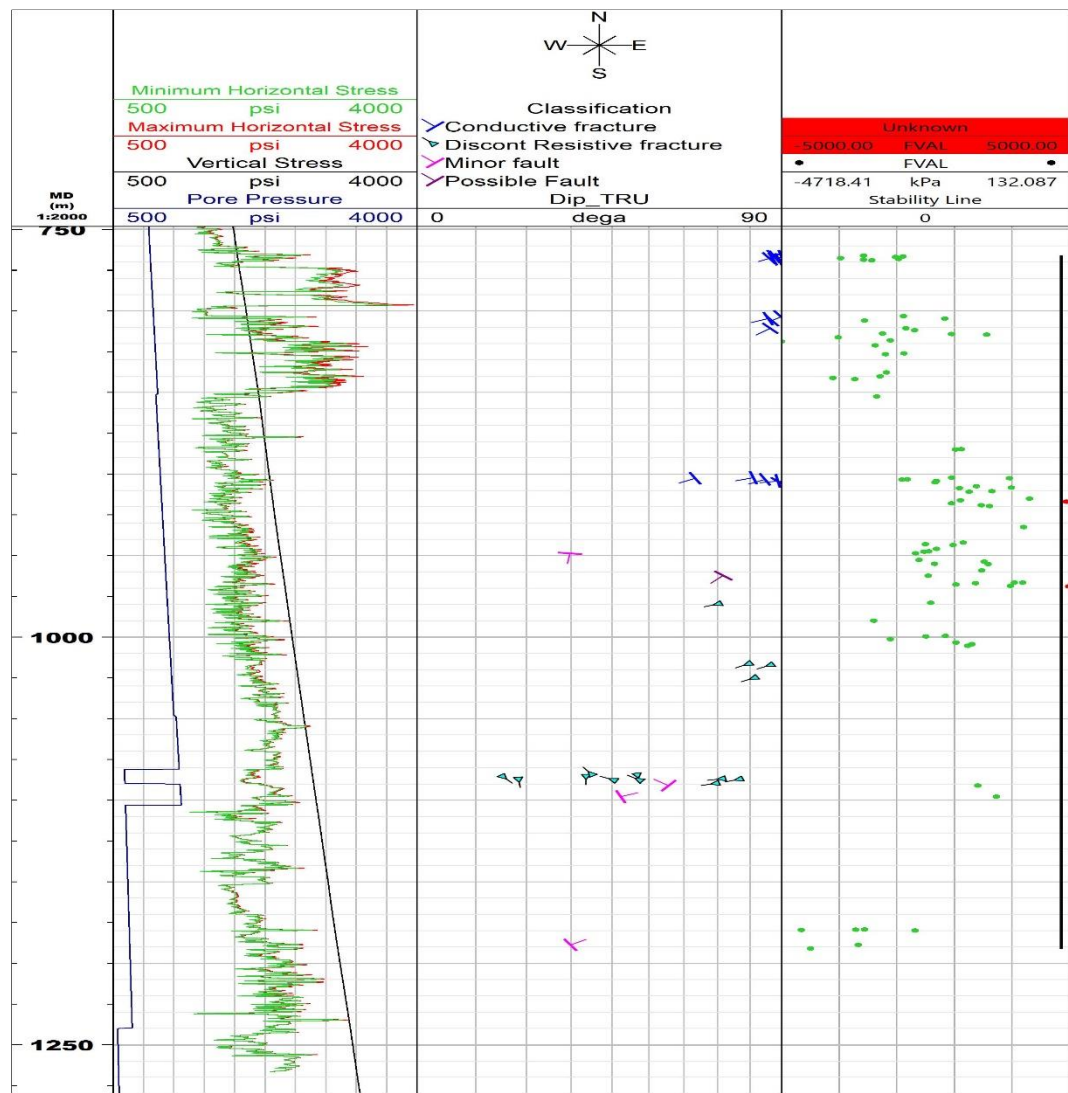 N
W E
S
Minimum Horizontal Stress
500 psi 4000
Maximum Horizontal Stress
500 psi 4000
Vertical Stress
500 psi 4000
Pore Pressure
500 psi 4000
MD
(m)
1:2000
Classification
Conductive fracture
Discont Resistive fracture
Minor fault
Possible Fault
Dip_TRU
0 dega 90
Unknown
-5000.00 FVAL 5000.00
FVAL
-4718.41 kPa 132.087
Stability Line
0
750
1000
1250